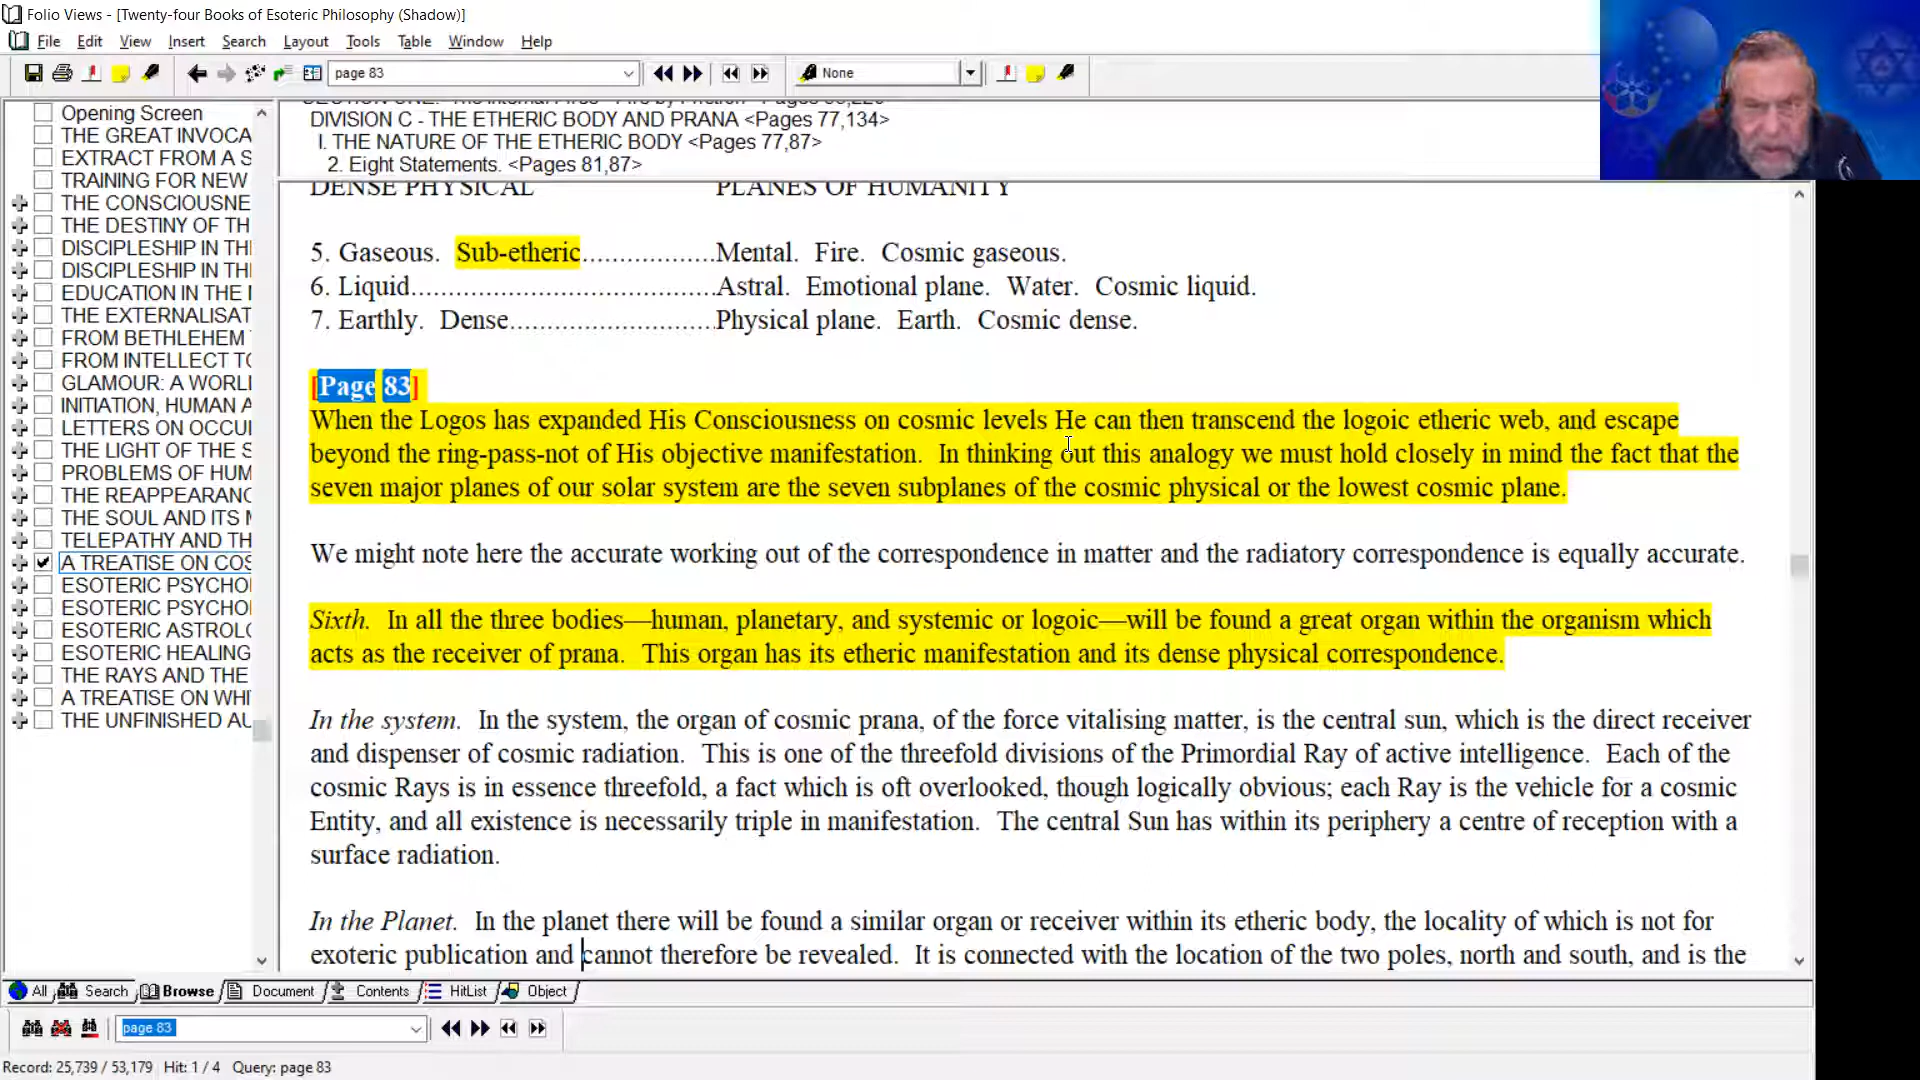 Folio Views - [Twenty-four Books of Esoteric Philosophy (Shadow)]
File Edit View Insert Search Layout Tools Table Window Help
page 83 None
Opening Screen
THE GREAT INVOCA
EXTRACT FROM A S
TRAINING FOR NEW
THE CONSCIOUSNE
THE DESTINY OF TH
DISCIPLESHIP IN THI
DISCIPLESHIP IN THI
EDUCATION IN THE
THE EXTERNALISAT
FROM BETHLEHEM
FROM INTELLECT TO
GLAMOUR: A WORLI
INITIATION, HUMAN A
LETTERS ON OCCU
THE LIGHT OF THE S
PROBLEMS OF HUM
THE REAPPEARANC
THE SOUL AND ITS
TELEPATHY AND TH
A TREATISE ON COS
ESOTERIC PSYCHO
ESOTERIC PSYCHO
ESOTERIC ASTROLO
ESOTERIC HEALING
THE RAYS AND THE
A TREATISE ON WHI
THE UNFINISHED AU
DIVISION C - THE ETHERIC BODY AND PRANA <Pages 77,134>
I. THE NATURE OF THE ETHERIC BODY <Pages 77,87>
2. Eight Statements. <Pages 81,87>
DENSE PHYSICAL PLANES OF HUMANITY
5. Gaseous. Sub-etheric..................Mental. Fire. Cosmic gaseous.
6. Liquid.........................................Astral. Emotional plane. Water. Cosmic liquid.
7. Earthly. Dense...........................Physical plane. Earth. Cosmic dense.
[Page 83]
When the Logos has expanded His Consciousness on cosmic levels He can then transcend the logoic etheric web, and escape
beyond the ring-pass-not of His objective manifestation. In thinking out this analogy we must hold closely in mind the fact that the
seven major planes of our solar system are the seven subplanes of the cosmic physical or the lowest cosmic plane.
We might note here the accurate working out of the correspondence in matter and the radiatory correspondence is equally accurate.
Sixth. In all the three bodies—human, planetary, and systemic or logoic—will be found a great organ within the organism which
acts as the receiver of prana. This organ has its etheric manifestation and its dense physical correspondence.
In the system. In the system, the organ of cosmic prana, of the force vitalising matter, is the central sun, which is the direct receiver
and dispenser of cosmic radiation. This is one of the threefold divisions of the Primordial Ray of active intelligence. Each of the
cosmic Rays is in essence threefold, a fact which is oft overlooked, though logically obvious; each Ray is the vehicle for a cosmic
Entity, and all existence is necessarily triple in manifestation. The central Sun has within its periphery a centre of reception with a
surface radiation.
In the Planet. In the planet there will be found a similar organ or receiver within its etheric body, the locality of which is not for
exoteric publication and cannot therefore be revealed. It is connected with the location of the two poles, north and south, and is the
All Search Browse Document Contents HitList Object
page 83
Record: 25,739 / 53,179 Hit: 1 / 4 Query: page 83